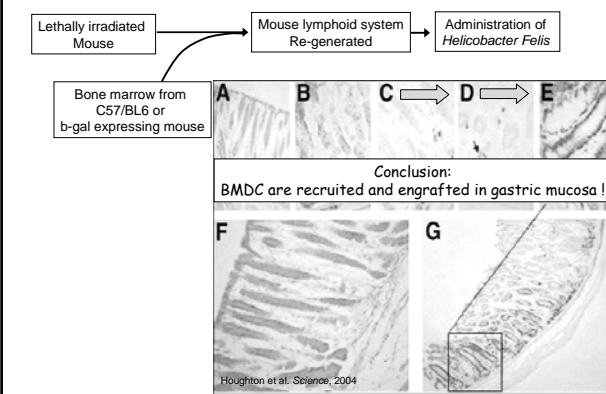 Lethally irradiated
Mouse
Mouse lymphoid system
Re-generated
Administration of
Helicobacter Felis
Bone marrow from
C57/BL6 or
b-gal expressing mouse
A B C D E
Conclusion:
BMDC are recruited and engrafted in gastric mucosa !
F G
Houghton et al. Science, 2004